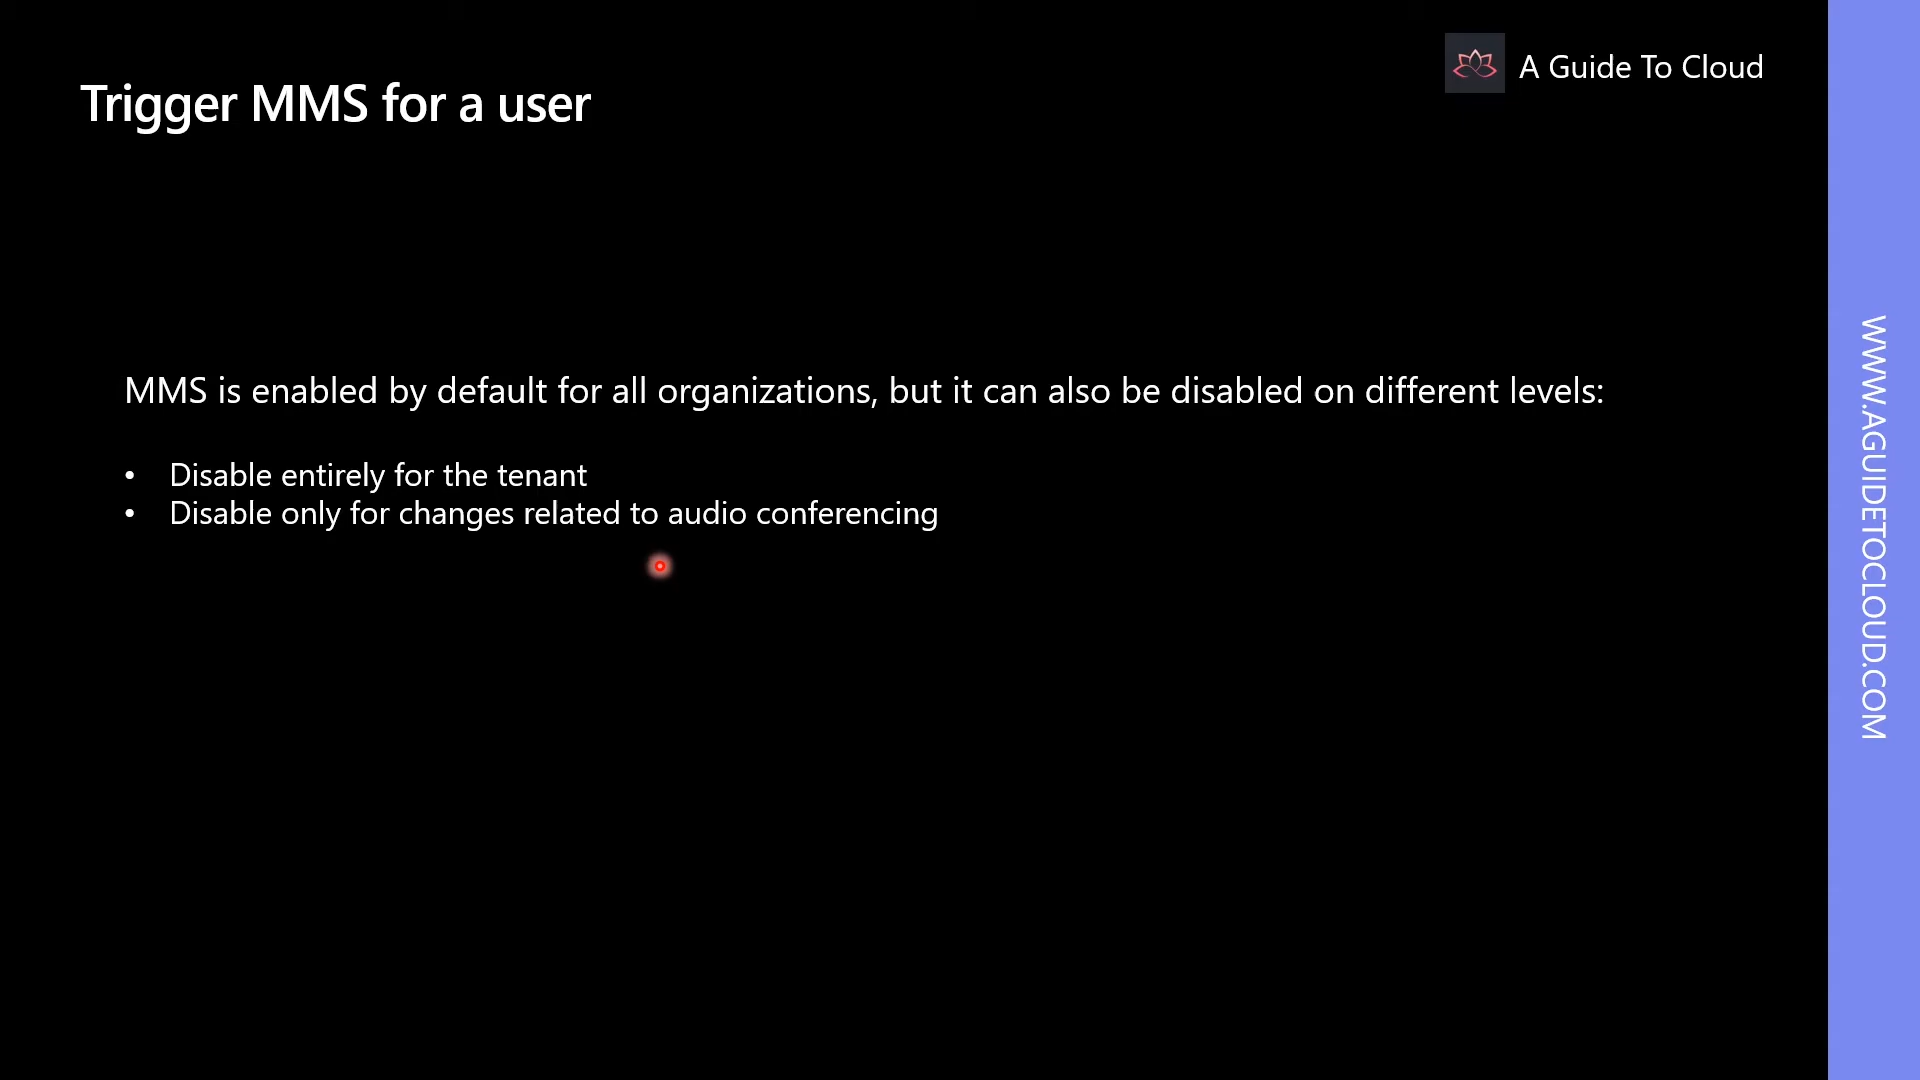 Trigger MMS for a user
A Guide To Cloud
MMS is enabled by default for all organizations, but it can also be disabled on different levels:
• Disable entirely for the tenant
• Disable only for changes related to audio conferencing
WWW.AGUIDETOCLOUD.COM